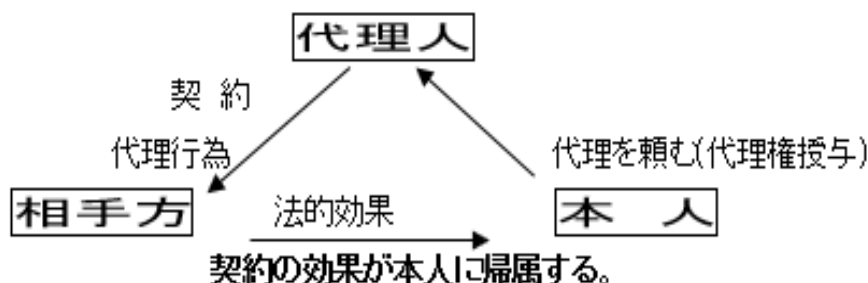 代理人
契 約
代理行為
代理を頼む(代理権授与)
相手方
法的効果
本 人
契約の効果が本人に帰属する。